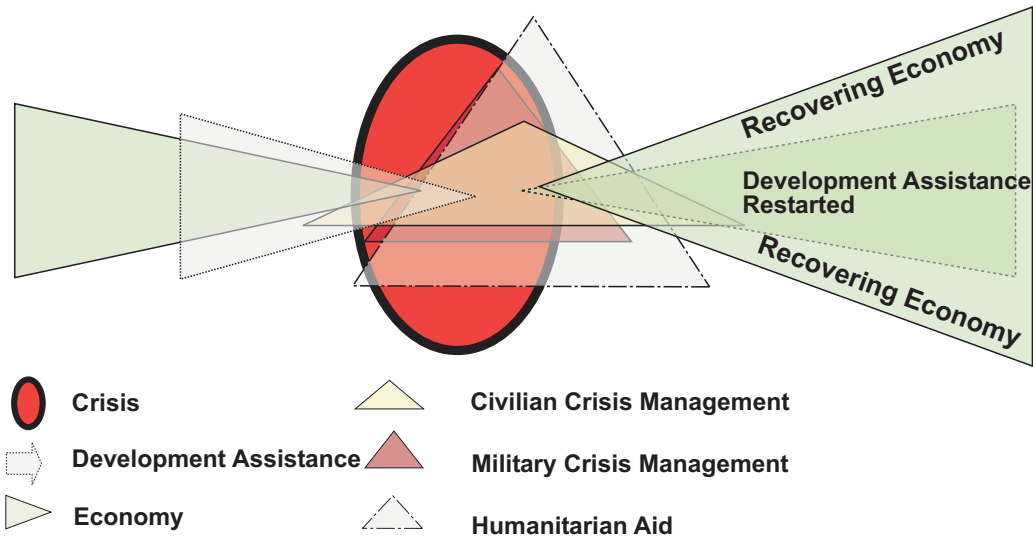 Recovering Economy
Development Assistance
Restarted
Recovering Economy
Crisis
Civilian Crisis Management
Development Assistance
Military Crisis Management
Economy
Humanitarian Aid